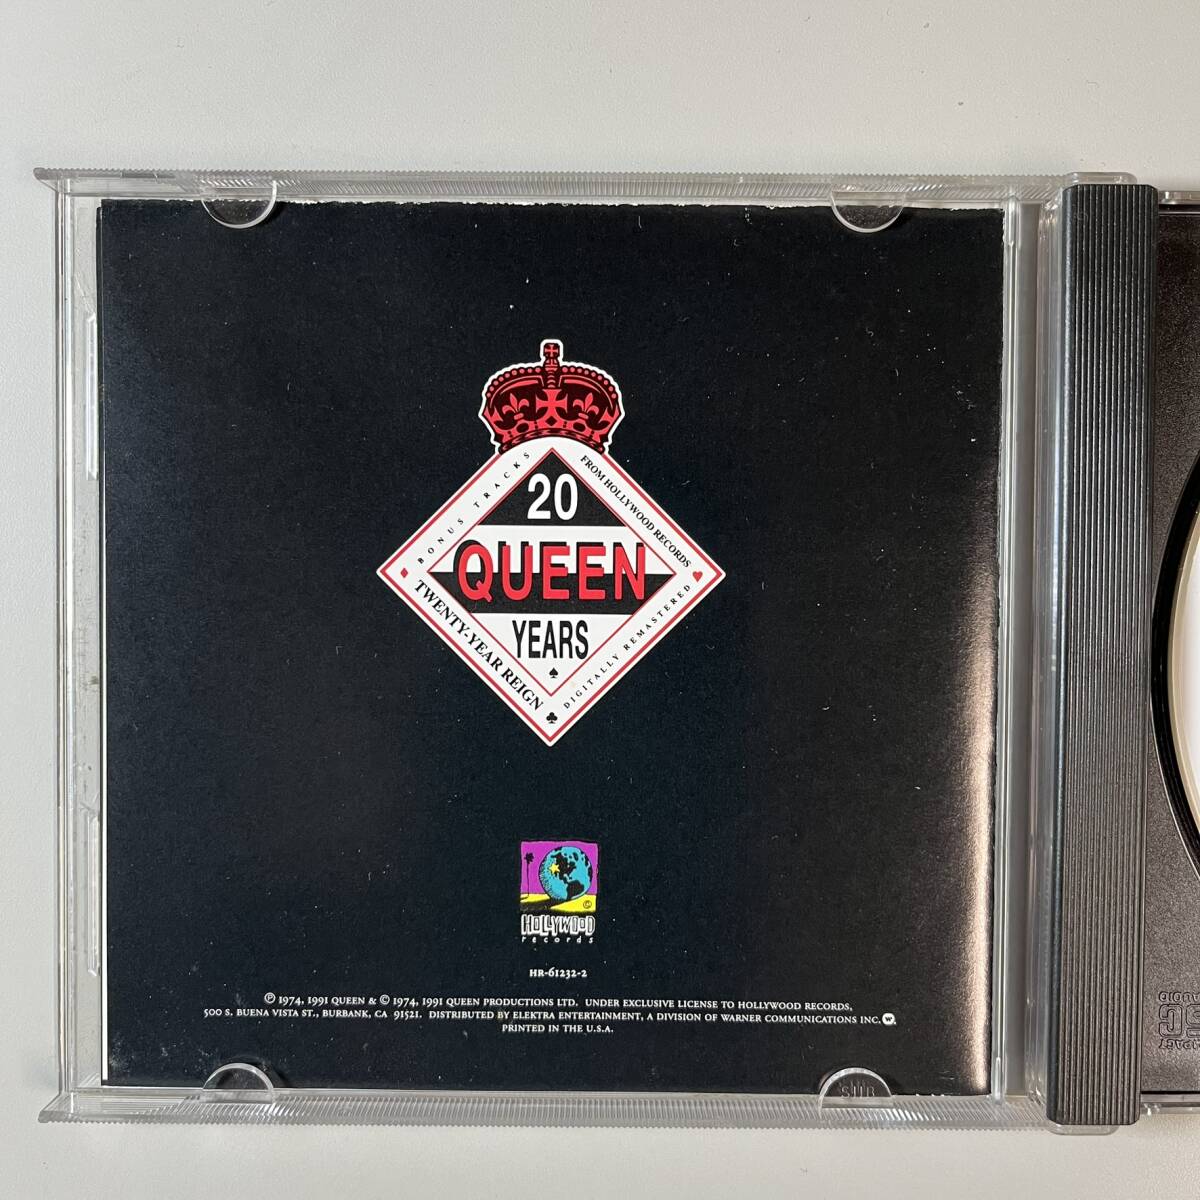 BONUS TRACKS
FROM HOLLYWOOD RECORDS
20
QUEEN
YEARS
TWENTY-YEAR REIGN
DIGITALLY REMASTERED
©
HOLLYWOOD
records
HR-61232-2
℗ 1974, 1991 QUEEN & © 1974, 1991 QUEEN PRODUCTIONS LTD. UNDER EXCLUSIVE LICENSE TO HOLLYWOOD RECORDS,
500 S. BUENA VISTA ST., BURBANK, CA 91521. DISTRIBUTED BY ELEKTRA ENTERTAINMENT, A DIVISION OF WARNER COMMUNICATIONS INC.
PRINTED IN THE U.S.A.